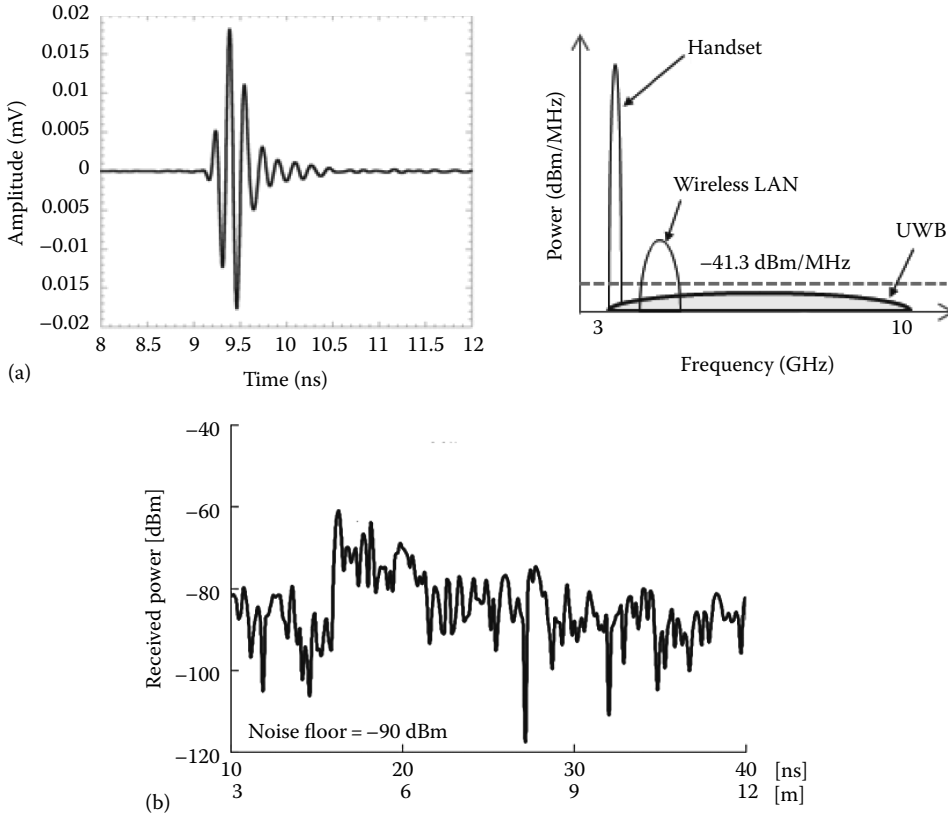 0.02
0.015
0.01
0.005
0
0.005
−0.01
0.015
−0.02
Amplitude (mV)
8 8.5 9 9.5 10 10.5 11 11.5 12
Time (ns)
(a)
Handset
Wireless LAN
UWB
−41.3 dBm/MHz
Power (dBm/MHz)
3 10
Frequency (GHz)
−40
−60
−80
−100
−120
Received power [dBm]
Noise floor = −90 dBm
10 20 30 40 [ns]
3 6 9 12 [m]
(b)